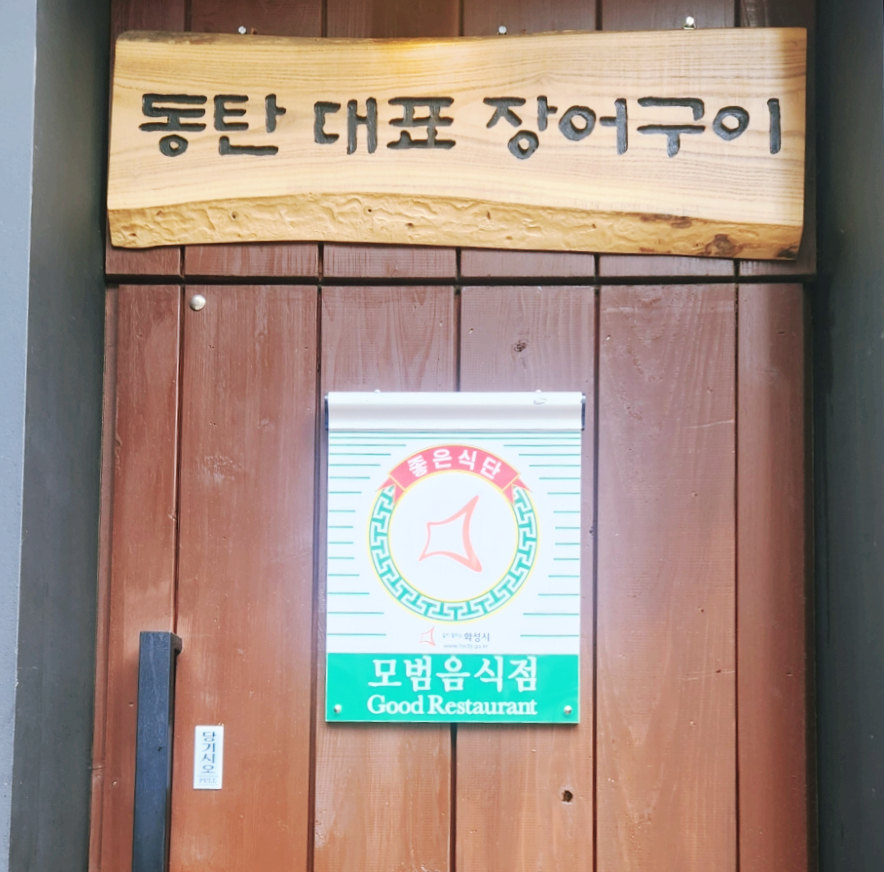 동탄 대표 장어구이
좋은식단
화성시
모범음식점
Good Restaurant
당기시오